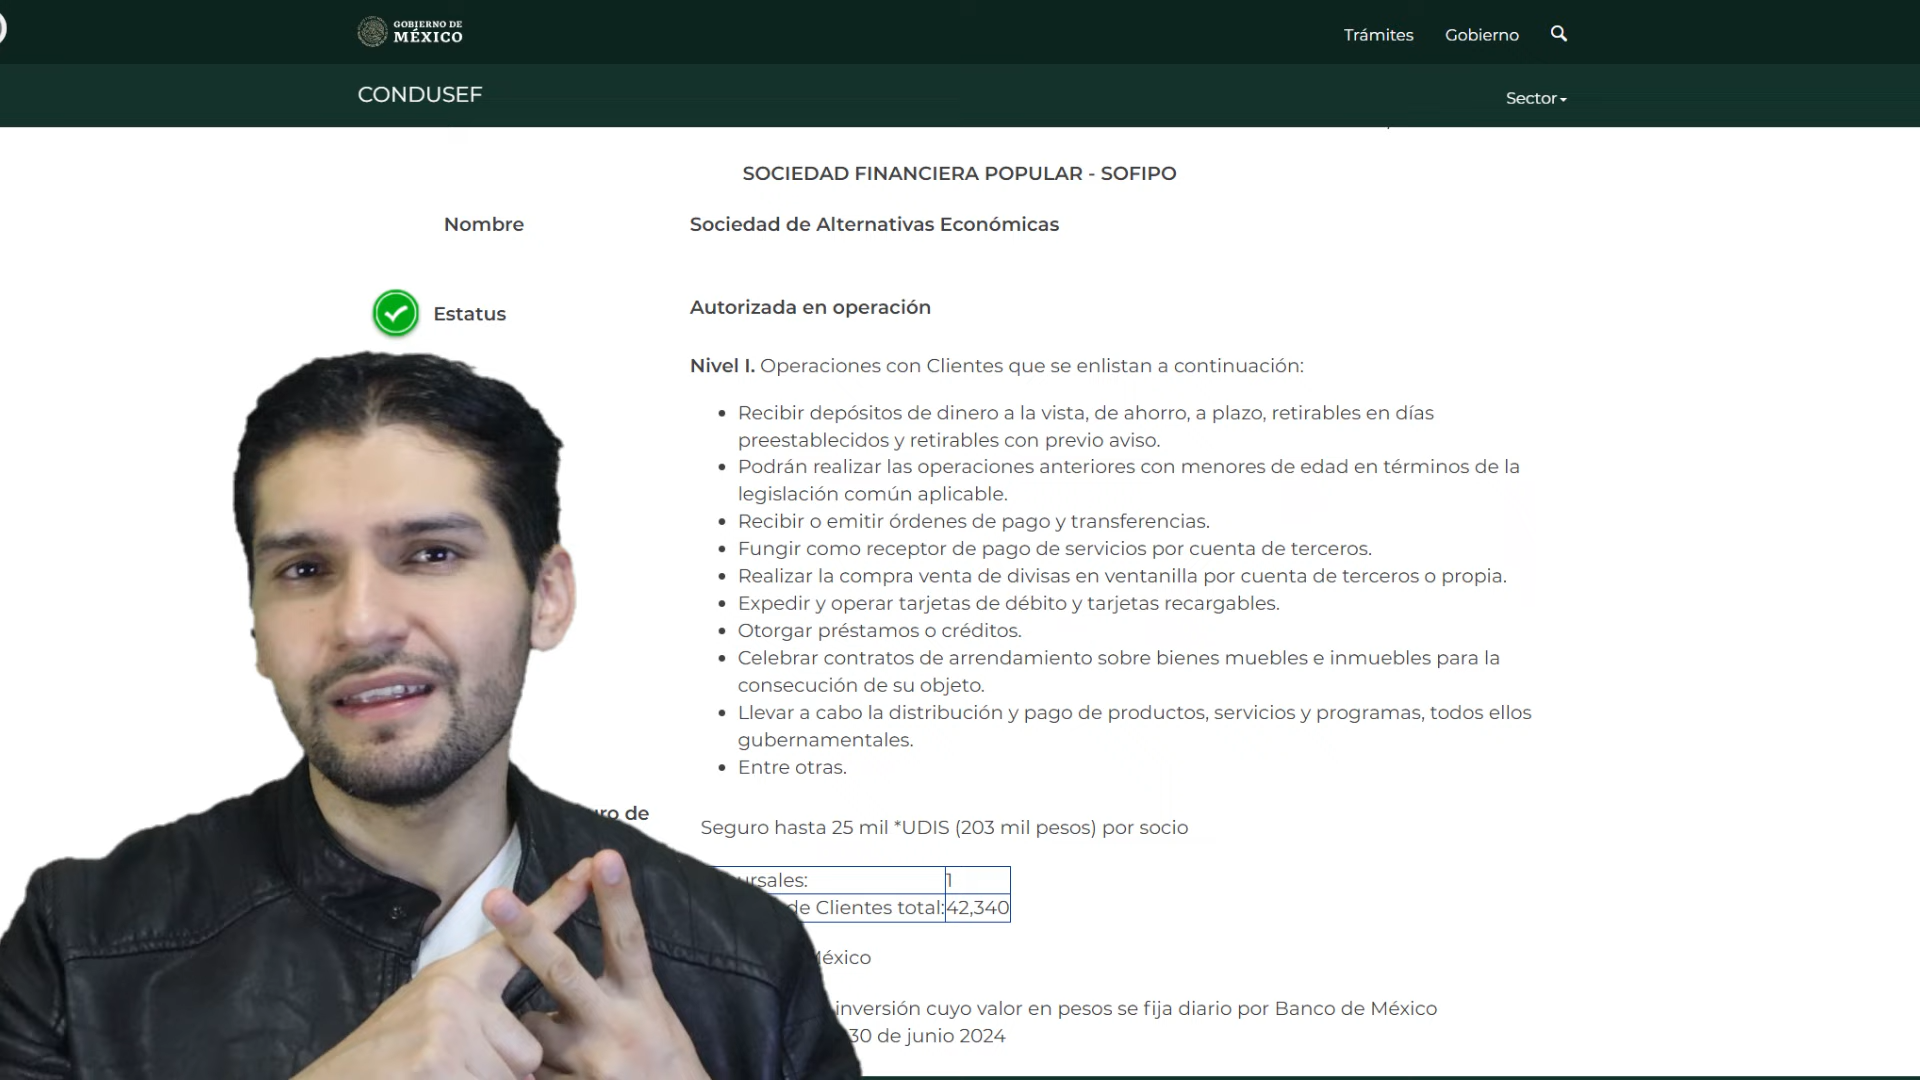 GOBIERNO DE
MÉXICO
Trámites
Gobierno
CONDUSEF
Sector
SOCIEDAD FINANCIERA POPULAR - SOFIPO
Nombre
Sociedad de Alternativas Económicas
Estatus
Autorizada en operación
Nivel I. Operaciones con Clientes que se enlistan a continuación:
Recibir depósitos de dinero a la vista, de ahorro, a plazo, retirables en días
preestablecidos y retirables con previo aviso.
Podrán realizar las operaciones anteriores con menores de edad en términos de la
legislación común aplicable.
Recibir o emitir órdenes de pago y transferencias.
Fungir como receptor de pago de servicios por cuenta de terceros.
Realizar la compra venta de divisas en ventanilla por cuenta de terceros o propia.
Expedir y operar tarjetas de débito y tarjetas recargables.
Otorgar préstamos o créditos.
Celebrar contratos de arrendamiento sobre bienes muebles e inmuebles para la
consecución de su objeto.
Llevar a cabo la distribución y pago de productos, servicios y programas, todos ellos
gubernamentales.
Entre otras.
de
Seguro hasta 25 mil *UDIS (203 mil pesos) por socio
1
de Clientes total: 42,340
inversión cuyo valor en pesos se fija diario por Banco de México
30 de junio 2024